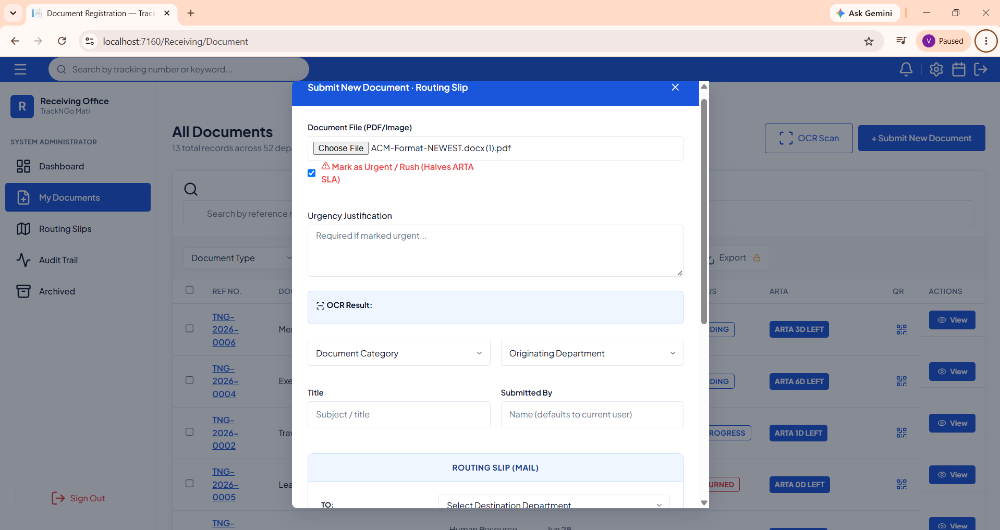 Document Registration — Track
Ask Gemini
localhost:7160/Receiving/Document
V Paused
Search by tracking number or keyword...
R
Receiving Office
TrackNGo Mati
SYSTEM ADMINISTRATOR
Dashboard
My Documents
Routing Slips
Audit Trail
Archived
Sign Out
All Documents
13 total records across 52 dep
OCR Scan
+ Submit New Document
Search by reference r
Document Type
Export
REF NO.
DOC
US
ARTA
QR
ACTIONS
TNG-
2026-
0006
Mer
DING
ARTA 3D LEFT
View
TNG-
2026-
0004
Exe
DING
ARTA 6D LEFT
View
TNG-
2026-
0002
Trav
ROGRESS
ARTA 1D LEFT
View
TNG-
2026-
0005
Lea
URNED
ARTA 0D LEFT
View
TNG-
Human Resource
Jun 28
View
Submit New Document · Routing Slip
Document File (PDF/Image)
Choose File ACM-Format-NEWEST.docx (1).pdf
Mark as Urgent / Rush (Halves ARTA
SLA)
Urgency Justification
Required if marked urgent...
OCR Result:
Document Category
Originating Department
Title
Submitted By
Subject / title
Name (defaults to current user)
ROUTING SLIP (MAIL)
TO:
Select Destination Department